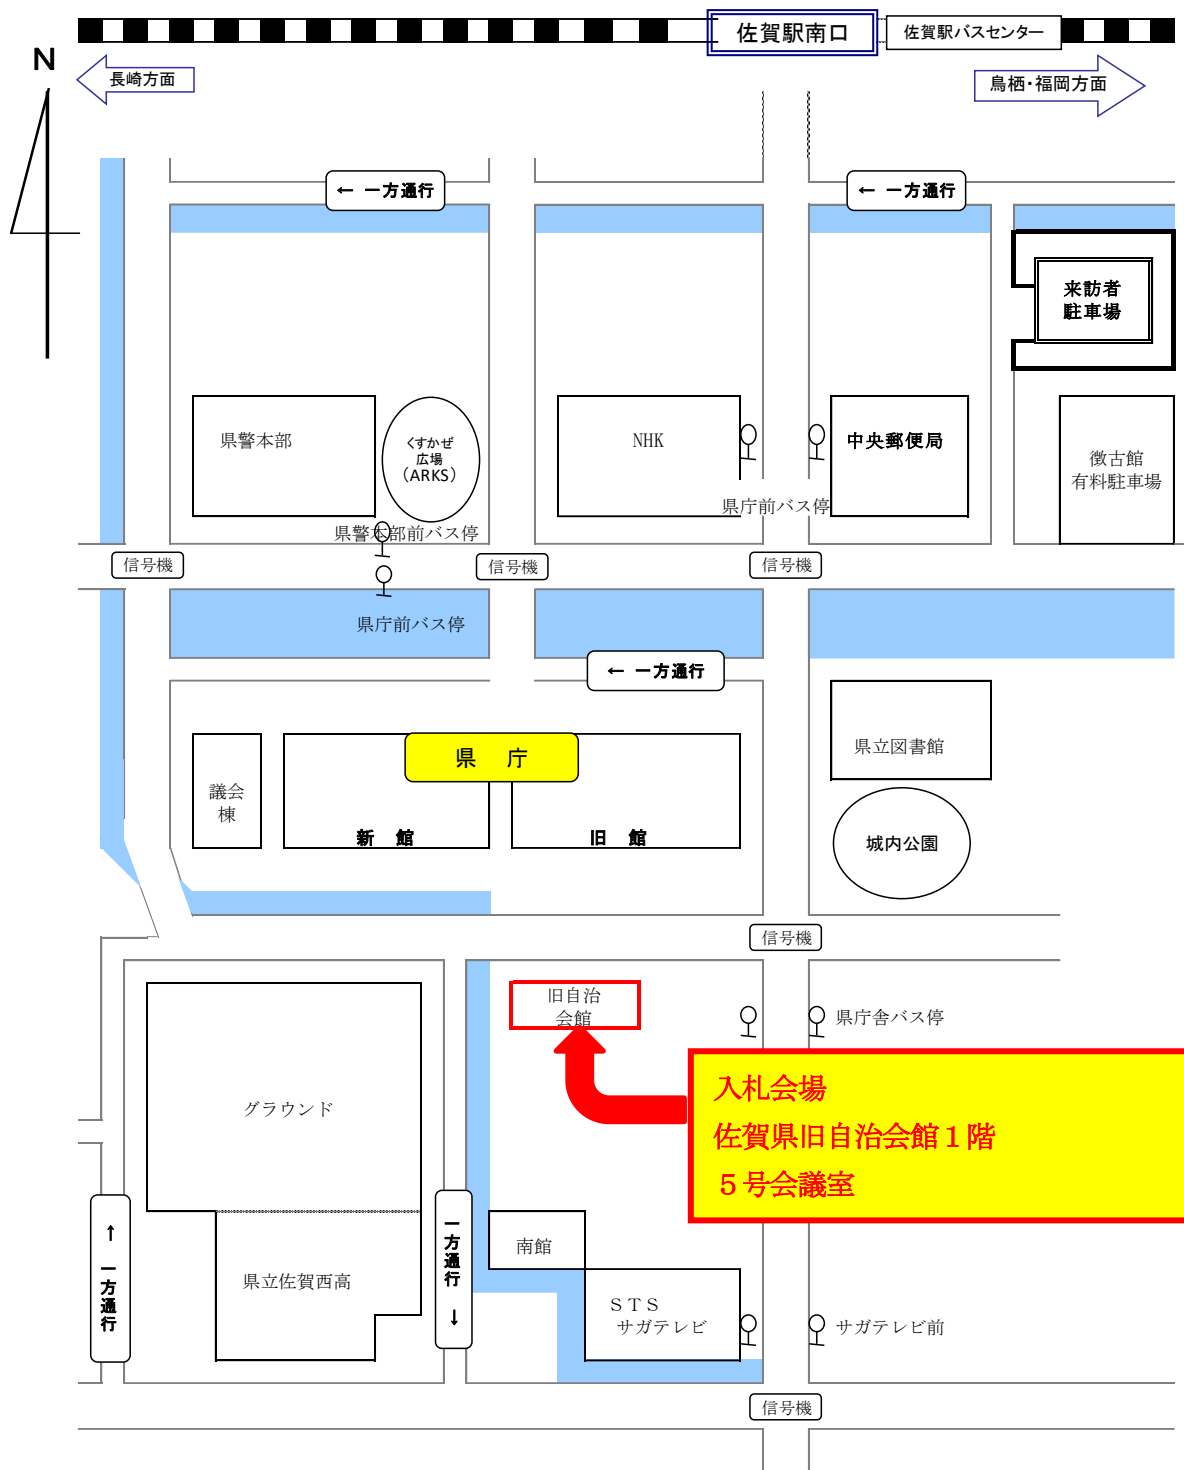 佐賀駅南口
佐賀駅バスセンター
N
長崎方面
鳥栖・福岡方面
← 一方通行
← 一方通行
来訪者
駐車場
県警本部
くすかぜ
広場
（ARKS）
NHK
中央郵便局
徴古館
有料駐車場
県庁前バス停
県警本部前バス停
信号機
信号機
信号機
県庁前バス停
← 一方通行
県立図書館
県 庁
議会
棟
新 館
旧 館
城内公園
信号機
旧自治
会館
県庁舎バス停
入札会場
佐賀県旧自治会館１階
５号会議室
グラウンド
↑ 一方通行
一方通行 ↓
南館
県立佐賀西高
ＳＴＳ
サガテレビ
サガテレビ前
信号機